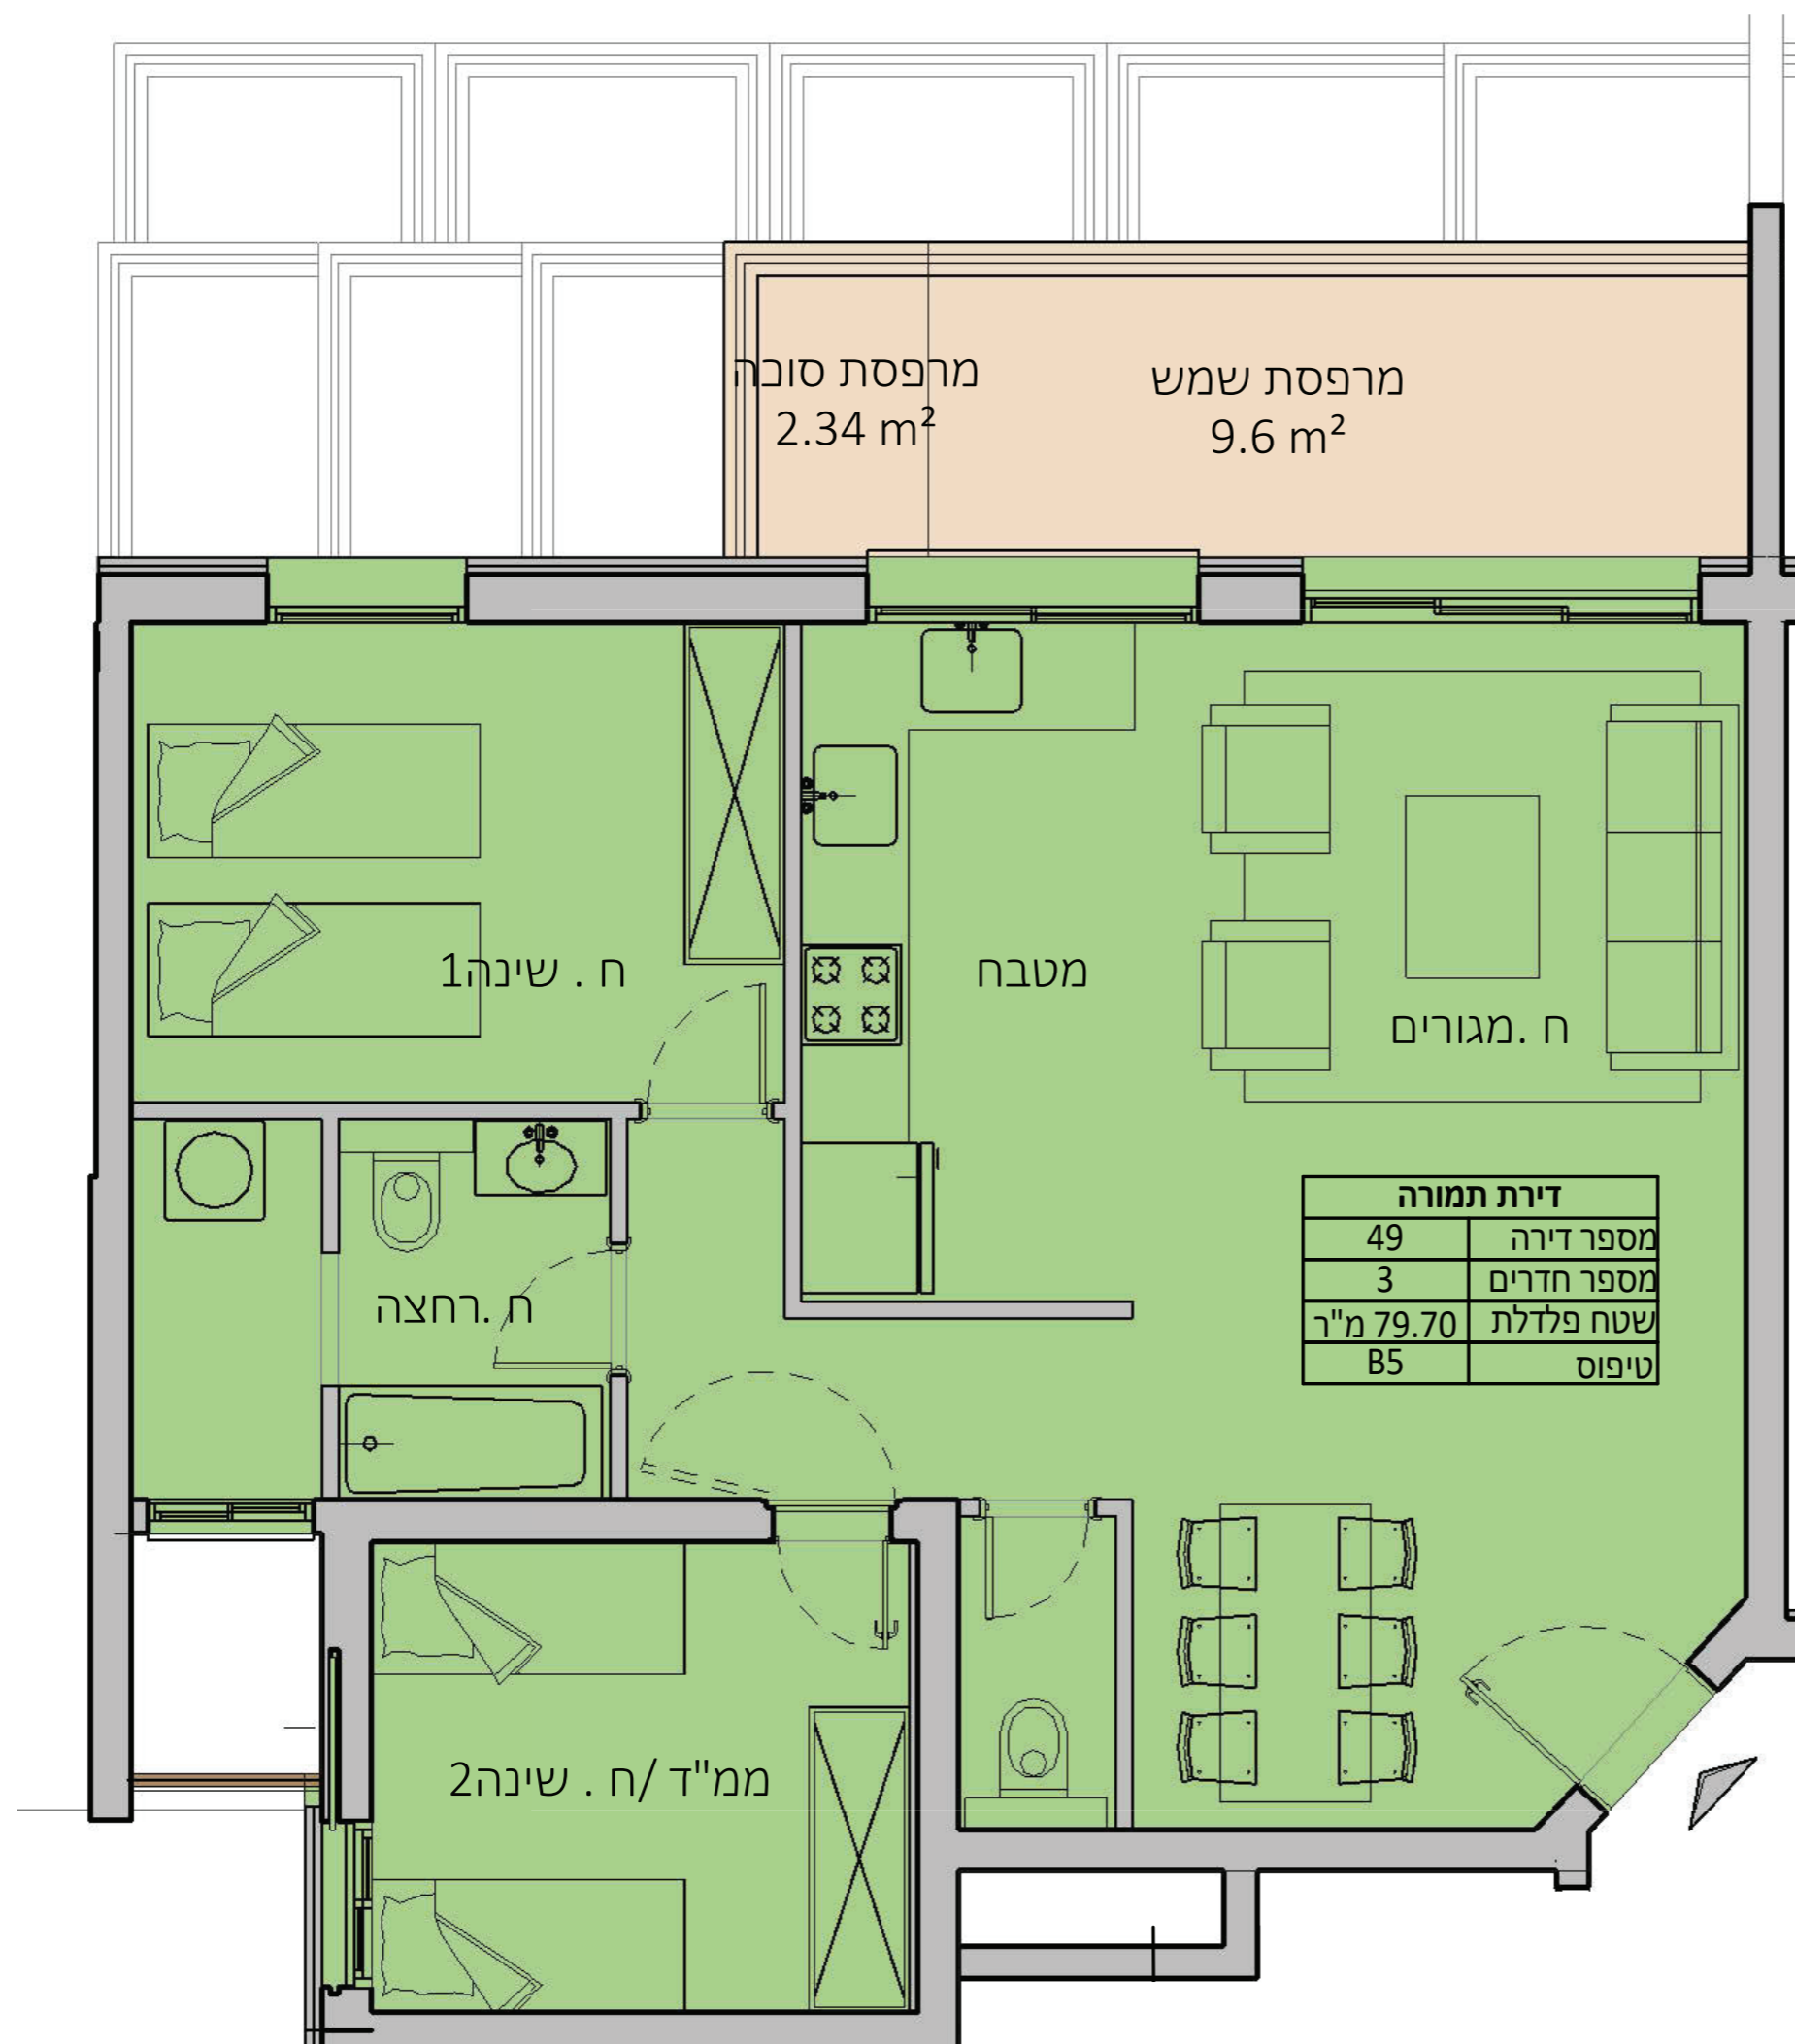 מרפסת סוכה
2.34 m²
מרפסת שמש
9.6 m²
ח . שינה1
מטבח
ח .מגורים
ח .רחצה
דירת תמורה
מספר דירה 49
מספר חדרים 3
שטח פלדלת 79.70 מ"ר
טיפוס B5
ממ"ד /ח . שינה2